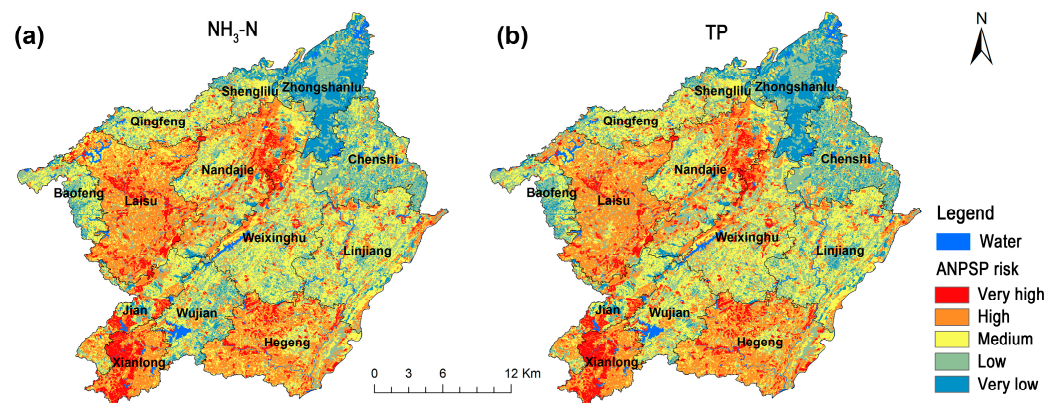 (a)
NH₃-N
Shenglilu
Zhongshanlu
Qingfeng
Chenshi
Nandajie
Baofeng
Laisu
Weixinghu
Linjiang
Jian
Wujian
Hegeng
Xianlong
0 3 6 12 Km
(b)
TP
Shenglilu
Zhongshanlu
Qingfeng
Chenshi
Nandajie
Baofeng
Laisu
Weixinghu
Linjiang
Jian
Wujian
Hegeng
Xianlong
N
Legend
Water
ANPSP risk
Very high
High
Medium
Low
Very low